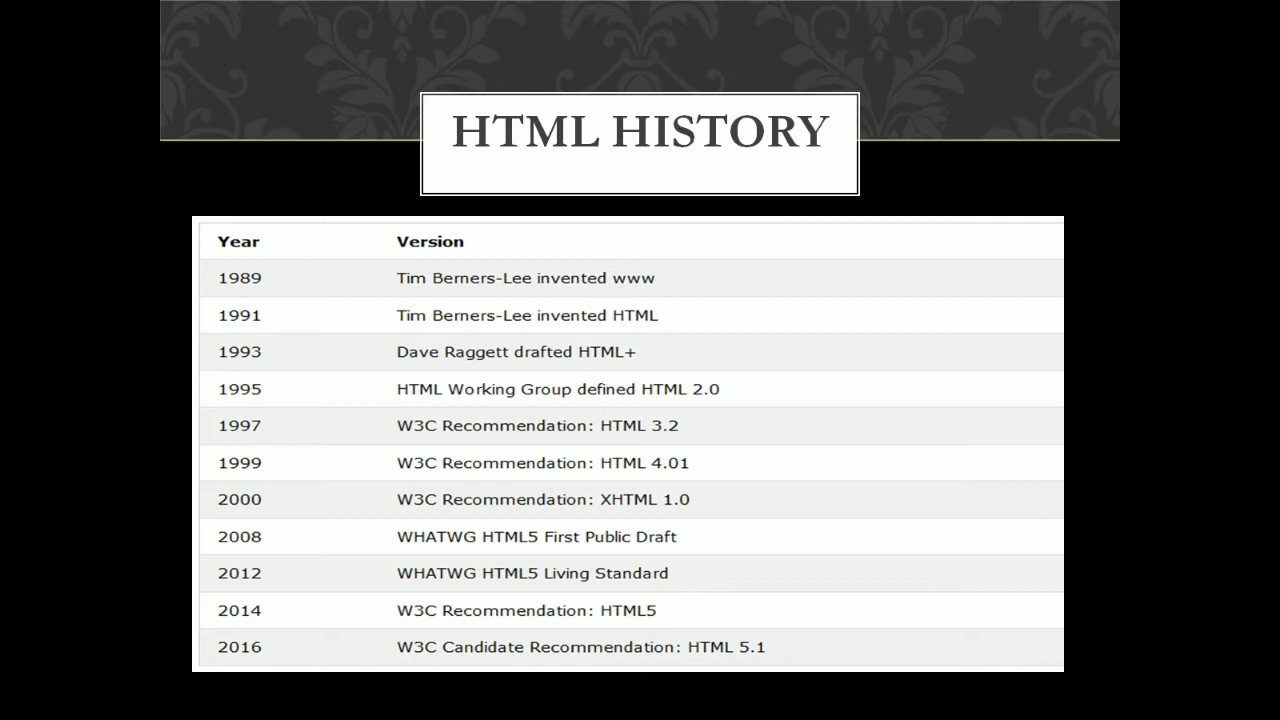 HTML HISTORY
Year Version
1989 Tim Berners-Lee invented www
1991 Tim Berners-Lee invented HTML
1993 Dave Raggett drafted HTML+
1995 HTML Working Group defined HTML 2.0
1997 W3C Recommendation: HTML 3.2
1999 W3C Recommendation: HTML 4.01
2000 W3C Recommendation: XHTML 1.0
2008 WHATWG HTML5 First Public Draft
2012 WHATWG HTML5 Living Standard
2014 W3C Recommendation: HTML5
2016 W3C Candidate Recommendation: HTML 5.1